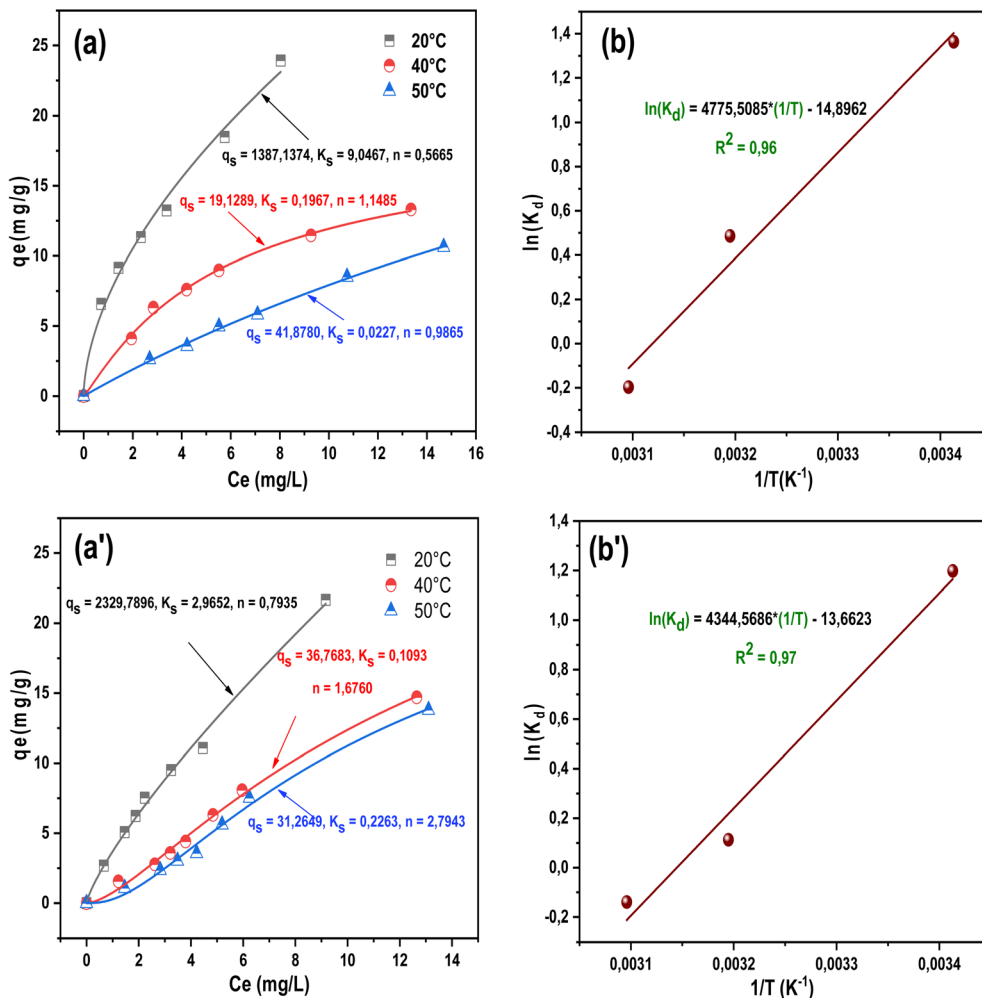 (a)
20°C
40°C
50°C
qs = 1387,1374, Ks = 9,0467, n = 0,5665
qs = 19,1289, Ks = 0,1967, n = 1,1485
qs = 41,8780, Ks = 0,0227, n = 0,9865
qe(mg/g)
25
20
15
10
5
0
0 2 4 6 8 10 12 14 16
Ce (mg/L)
(b)
ln(Kd) = 4775,5085*(1/T) - 14,8962
R² = 0,96
ln(Kd)
1,4
1,2
1,0
0,8
0,6
0,4
0,2
0,0
-0,2
-0,4
0,0031 0,0032 0,0033 0,0034
1/T(K⁻¹)
(a')
20°C
40°C
50°C
qs = 2329,7896, Ks = 2,9652, n = 0,7935
qs = 36,7683, Ks = 0,1093
n = 1,6760
qs = 31,2649, Ks = 0,2263, n = 2,7943
qe(mg/g)
25
20
15
10
5
0
0 2 4 6 8 10 12 14
Ce (mg/L)
(b')
ln(Kd) = 4344,5686*(1/T) - 13,6623
R² = 0,97
ln(Kd)
1,4
1,2
1,0
0,8
0,6
0,4
0,2
0,0
-0,2
0,0031 0,0032 0,0033 0,0034
1/T (K⁻¹)